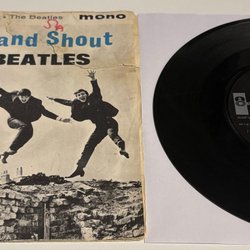 • The Beatles
mono
and Shout
BEATLES